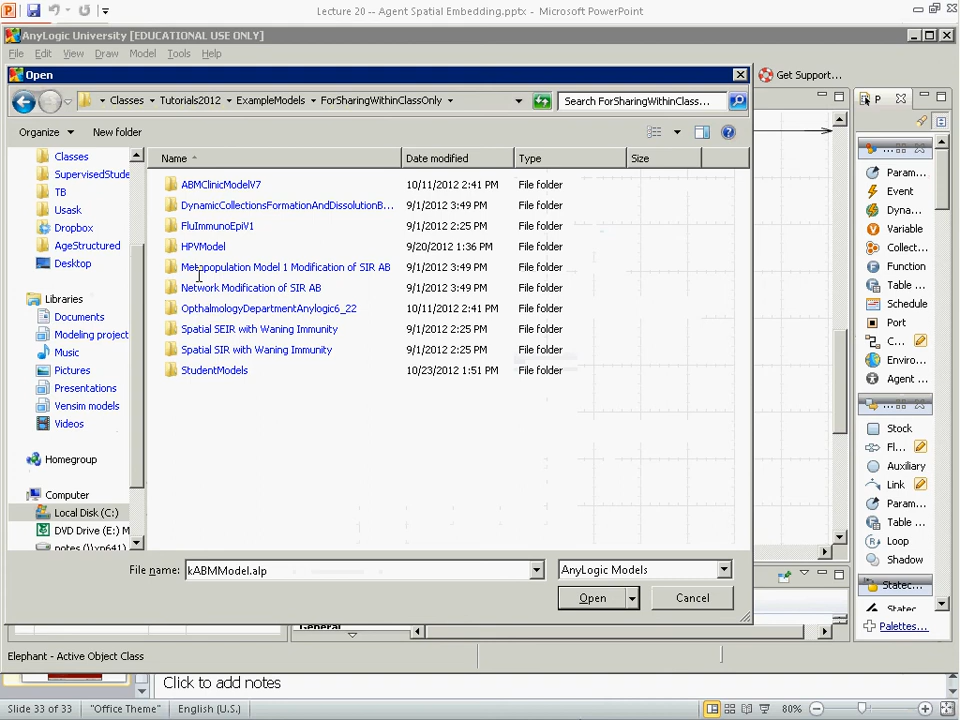 Lecture 20 -- Agent Spatial Embedding.pptx - Microsoft PowerPoint
AnyLogic University [EDUCATIONAL USE ONLY]
File Edit View Draw Model Tools Help
Open
Get Support...
Classes Tutorials2012 ExampleModels ForSharingWithinClassOnly
Search ForSharingWithinClass...
P
Organize New folder
Classes
SupervisedStude
TB
Usask
Dropbox
AgeStructured
Desktop
Libraries
Documents
Modeling project
Music
Pictures
Presentations
Vensim models
Videos
Homegroup
Computer
Local Disk (C:)
DVD Drive (E:) M
notes (\\xp641)
Name Date modified Type Size
ABMClinicModelV7 10/11/2012 2:41 PM File folder
DynamicCollectionsFormationAndDissolutionB... 9/1/2012 3:49 PM File folder
FluImmunoEpiV1 9/1/2012 2:25 PM File folder
HPVModel 9/20/2012 1:36 PM File folder
Metapopulation Model 1 Modification of SIR AB 9/1/2012 3:49 PM File folder
Network Modification of SIR AB 9/1/2012 3:49 PM File folder
OpthalmologyDepartmentAnylogic6_22 10/11/2012 2:41 PM File folder
Spatial SEIR with Waning Immunity 9/1/2012 2:25 PM File folder
Spatial SIR with Waning Immunity 9/1/2012 2:25 PM File folder
StudentModels 10/23/2012 1:51 PM File folder
File name: kABMModel.alp AnyLogic Models
Open Cancel
Param...
Event
Dyna...
Variable
Collect...
Function
Table ...
Schedule
Port
C...
Enviro...
Agent ...
Stock
Fl...
Auxiliary
Link
Param...
Table ...
Loop
Shadow
Statec...
Statec
Palettes...
General
Elephant - Active Object Class
Click to add notes
Slide 33 of 33 "Office Theme" English (U.S.) 80%